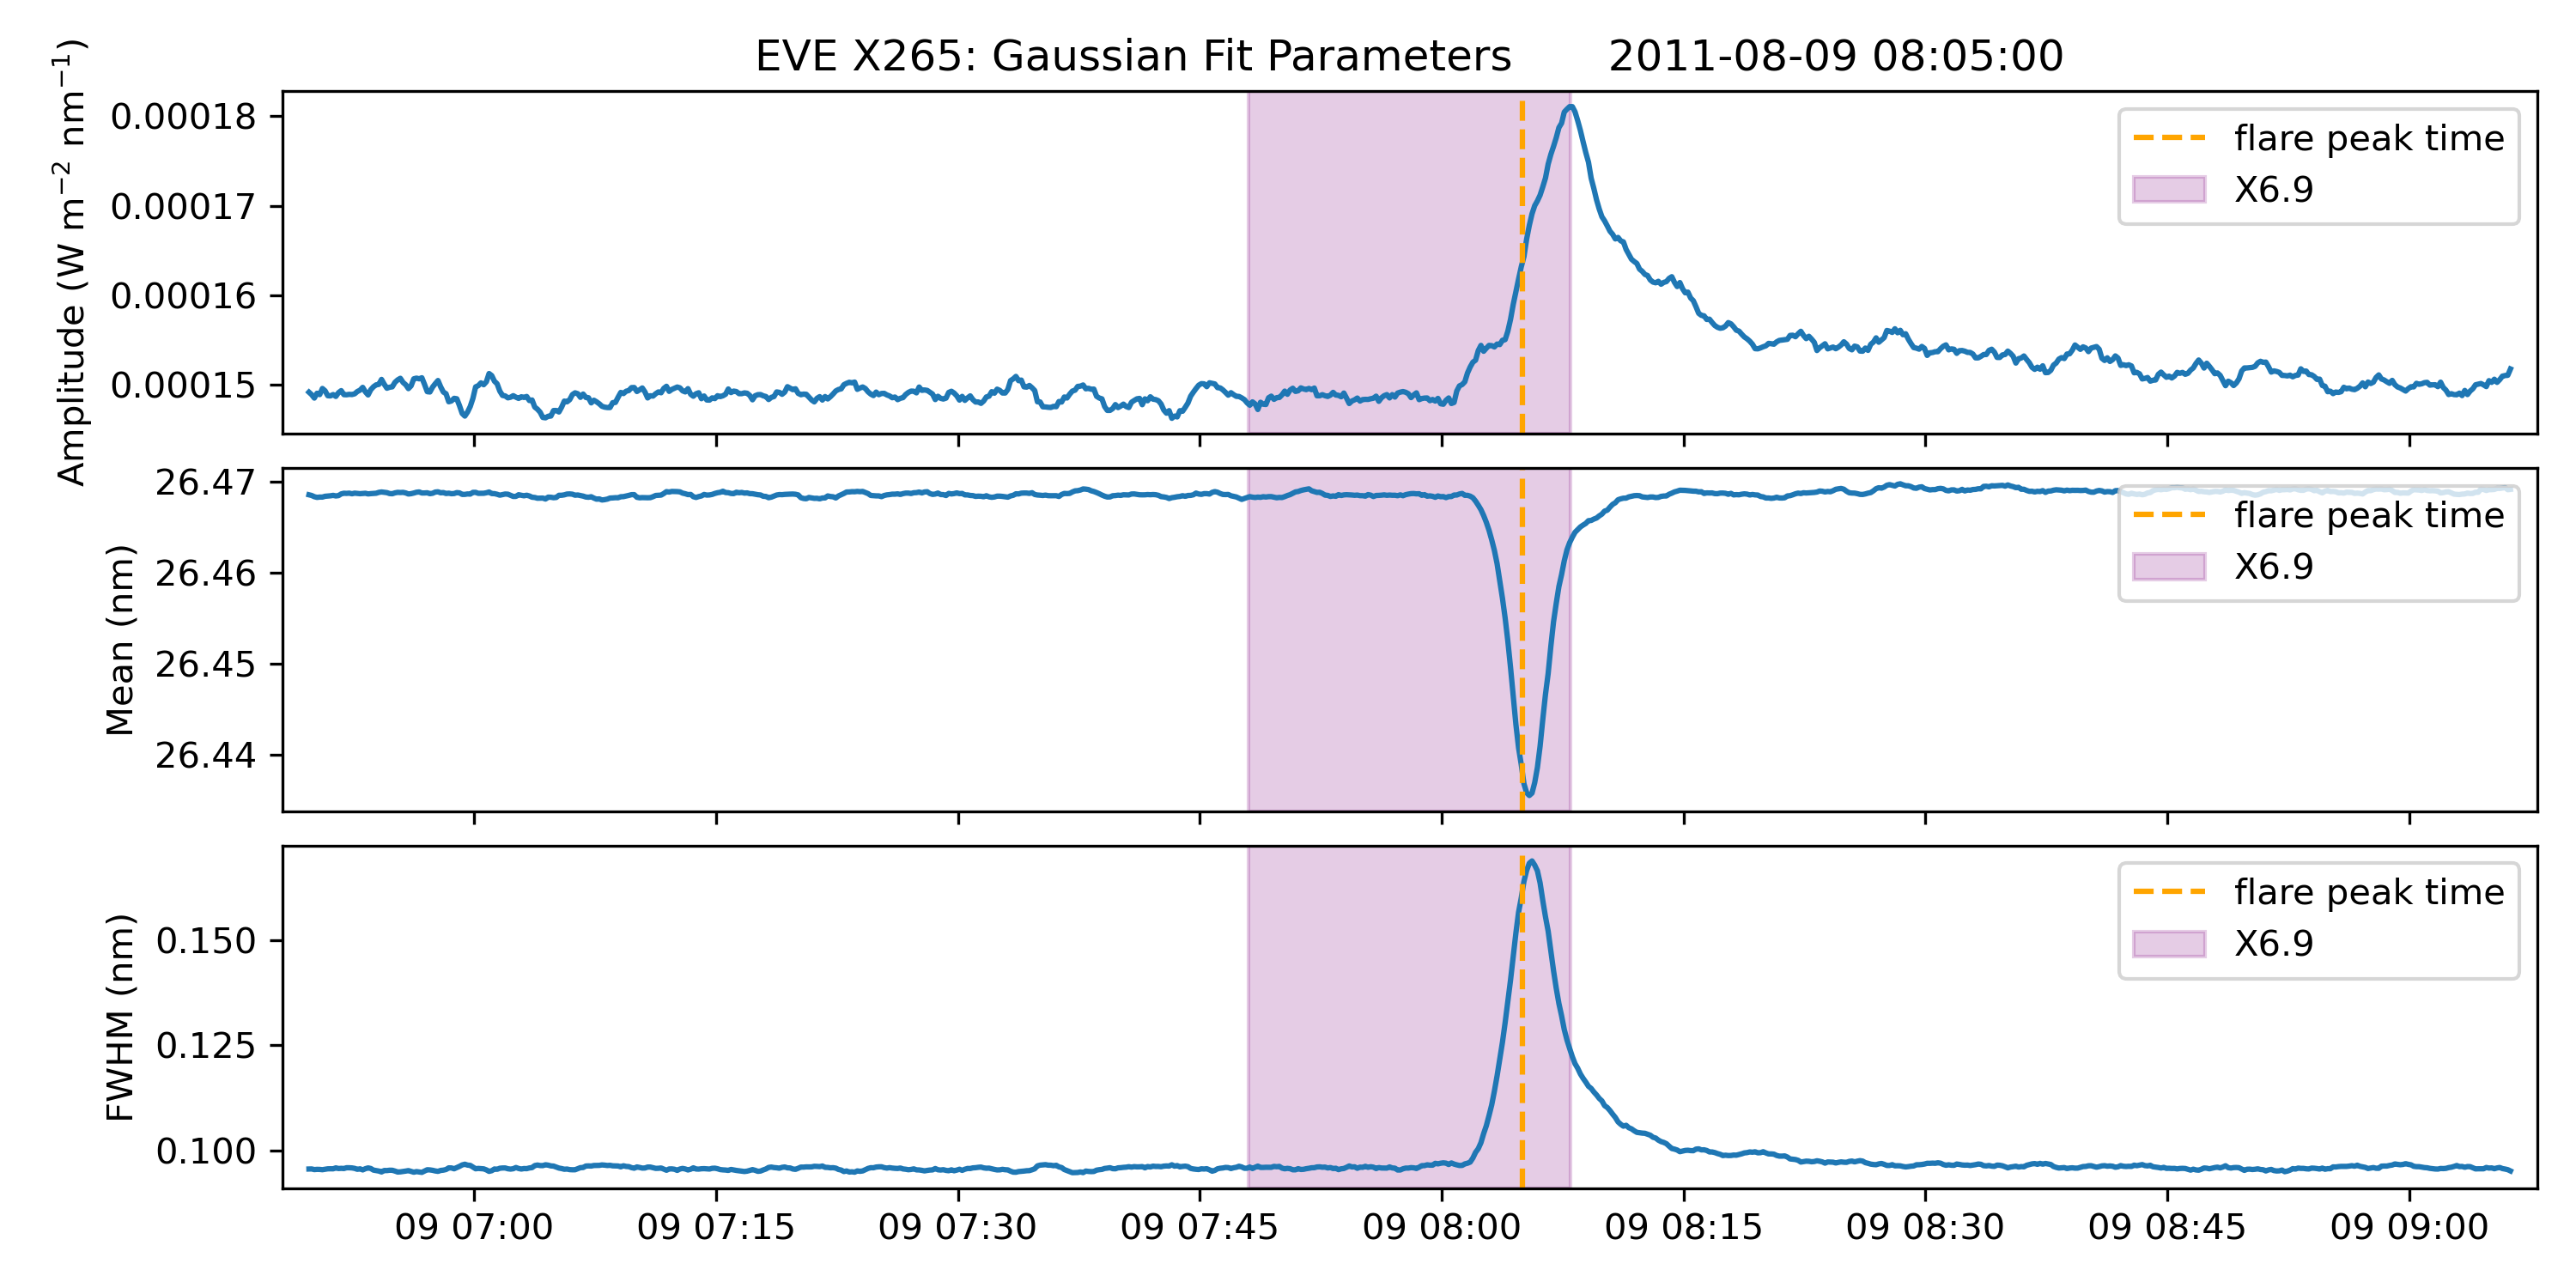 EVE X265: Gaussian Fit Parameters 2011-08-09 08:05:00
Amplitude (W m⁻² nm⁻¹)
0.00018
0.00017
0.00016
0.00015
flare peak time
X6.9
Mean (nm)
26.47
26.46
26.45
26.44
flare peak time
X6.9
FWHM (nm)
0.150
0.125
0.100
flare peak time
X6.9
09 07:00 09 07:15 09 07:30 09 07:45 09 08:00 09 08:15 09 08:30 09 08:45 09 09:00